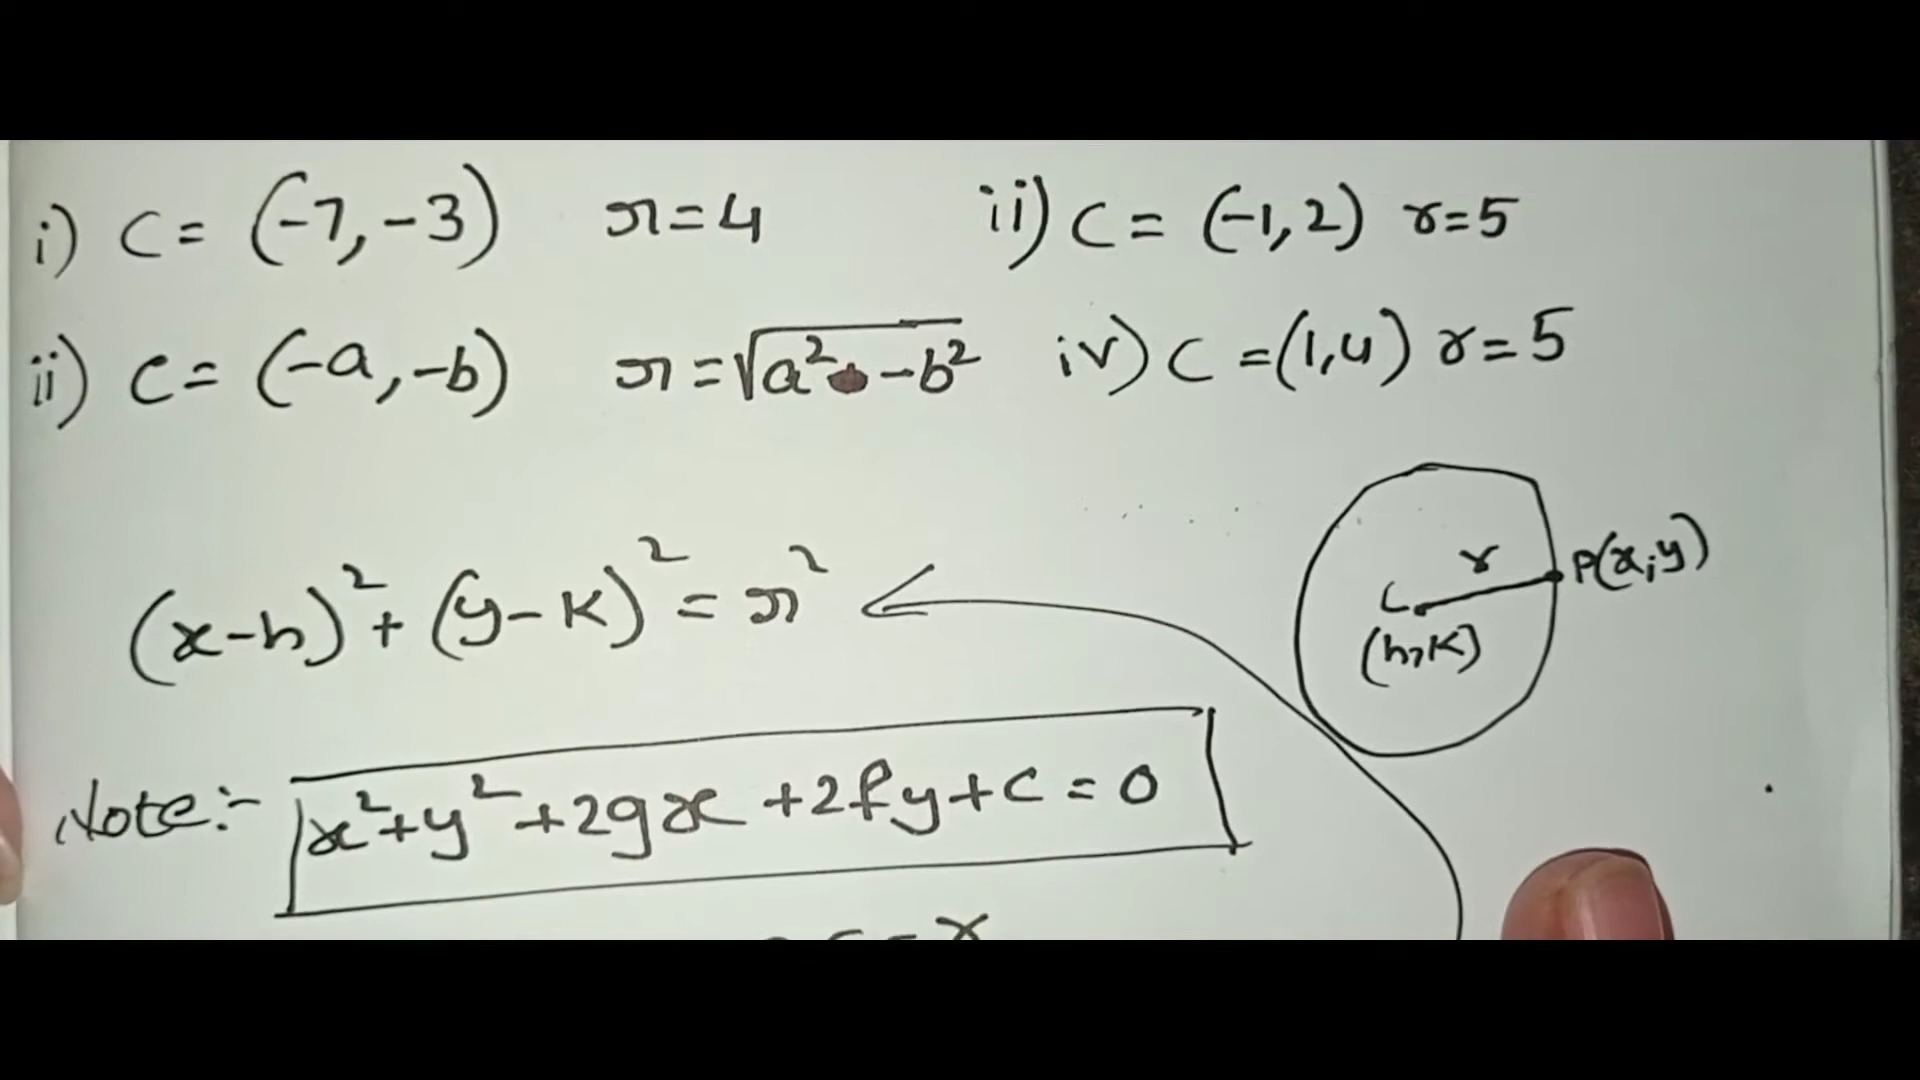 i) C = (-7, -3) r = 4 ii) C = (-1, 2) r = 5
ii) C = (-a, -b) r = √a² - b² iv) C = (1, 4) r = 5
(x-h)² + (y-k)² = r²
r P(x, y)
C
(h, k)
Note:- x² + y² + 2gx + 2fy + c = 0